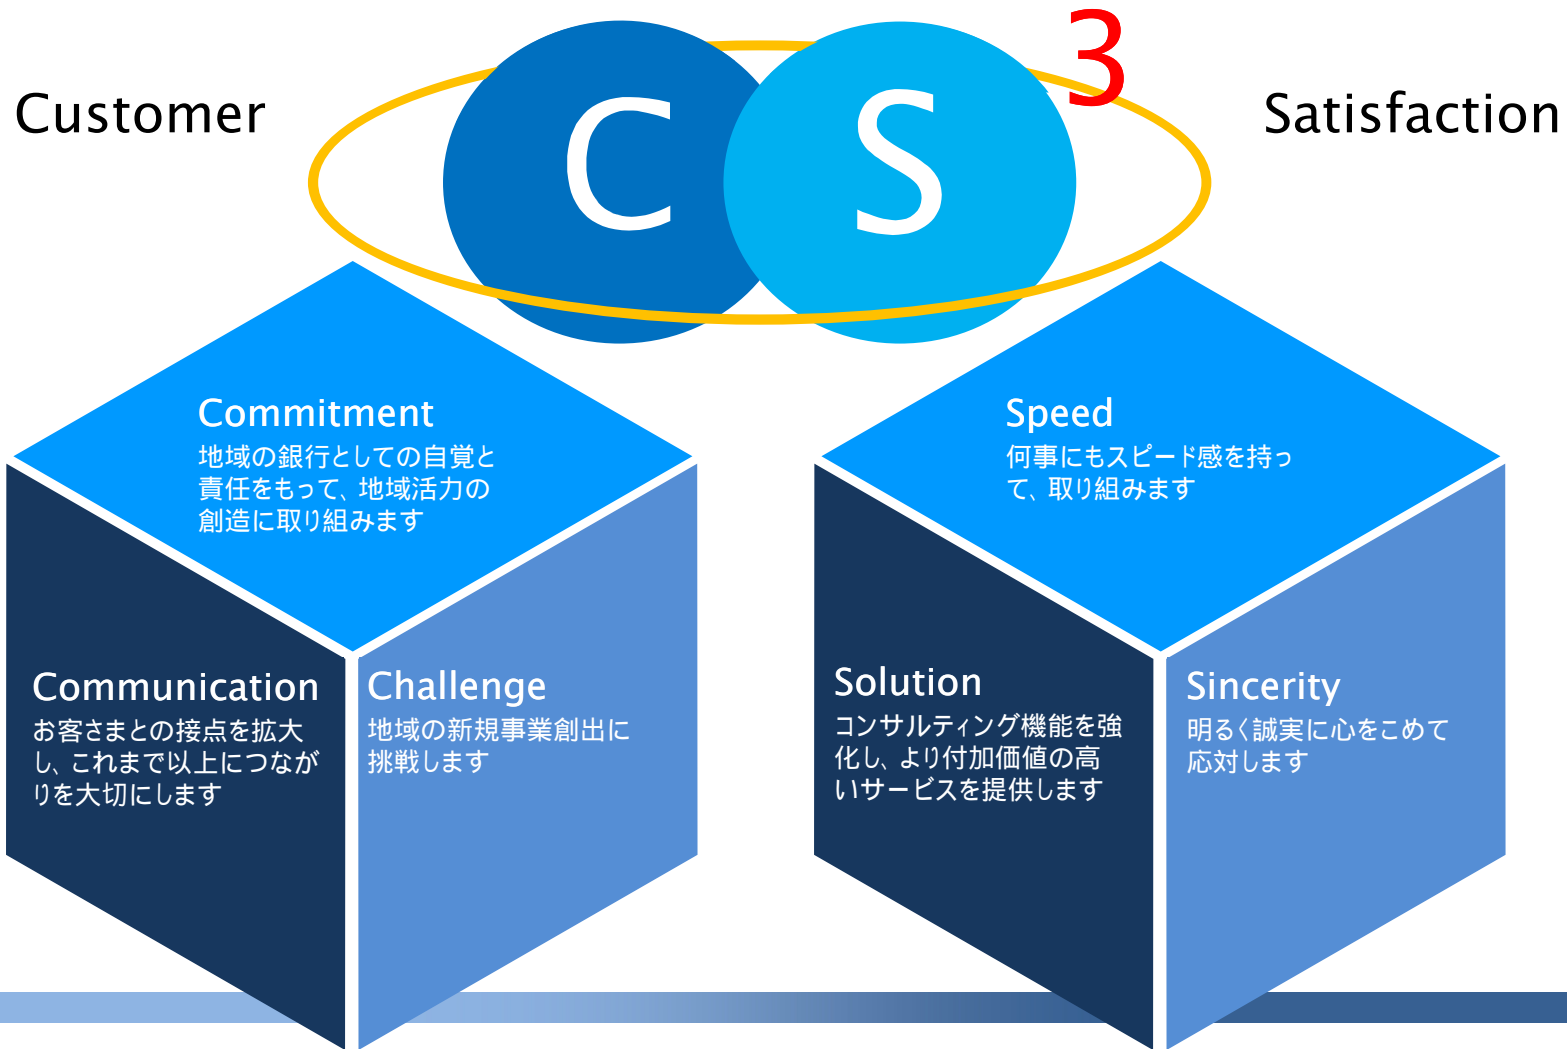 Customer
C
S
3
Satisfaction
Commitment
地域の銀行としての自覚と
責任をもって、地域活力の
創造に取り組みます
Communication
お客さまとの接点を拡大
し、これまで以上につなが
りを大切にします
Challenge
地域の新規事業創出に
挑戦します
Speed
何事にもスピード感を持っ
て、取り組みます
Solution
コンサルティング機能を強
化し、より付加価値の高
いサービスを提供します
Sincerity
明るく誠実に心をこめて
応対します